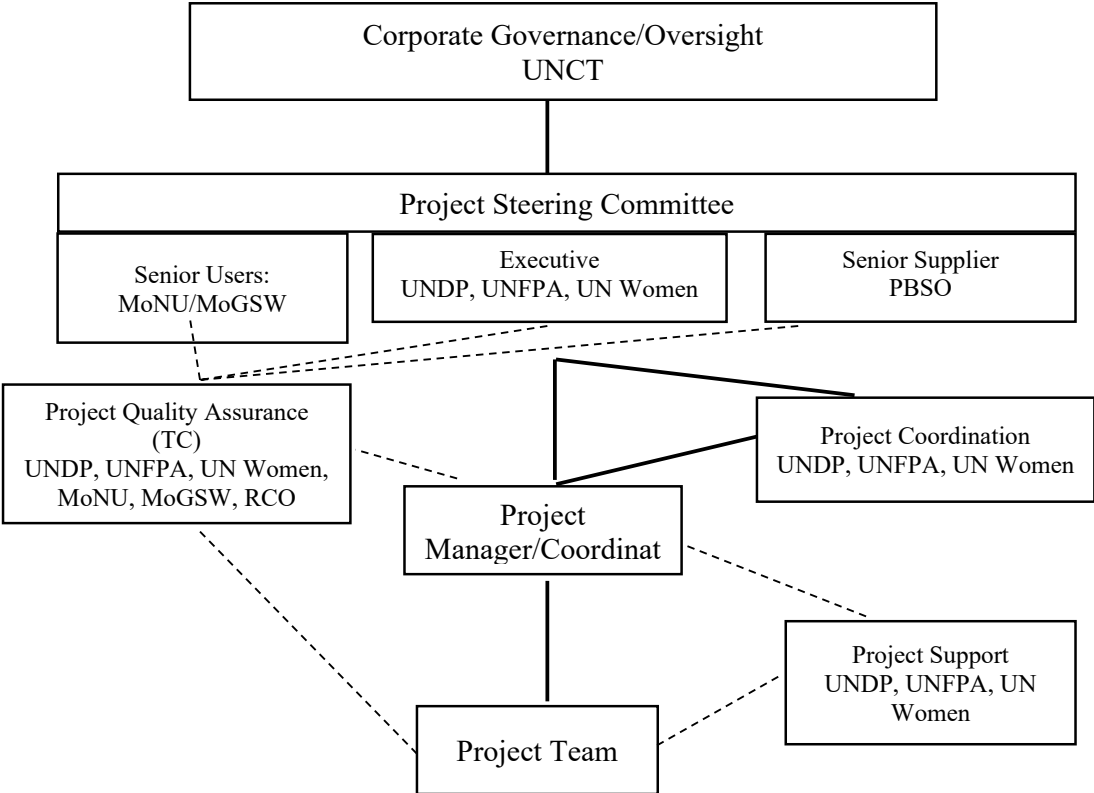 Corporate Governance/Oversight
UNCT
Project Steering Committee
Senior Users:
MoNU/MoGSW
Executive
UNDP, UNFPA, UN Women
Senior Supplier
PBSO
Project Quality Assurance
(TC)
UNDP, UNFPA, UN Women,
MoNU, MoGSW, RCO
Project Coordination
UNDP, UNFPA, UN Women
Project
Manager/Coordinat
Project Support
UNDP, UNFPA, UN
Women
Project Team